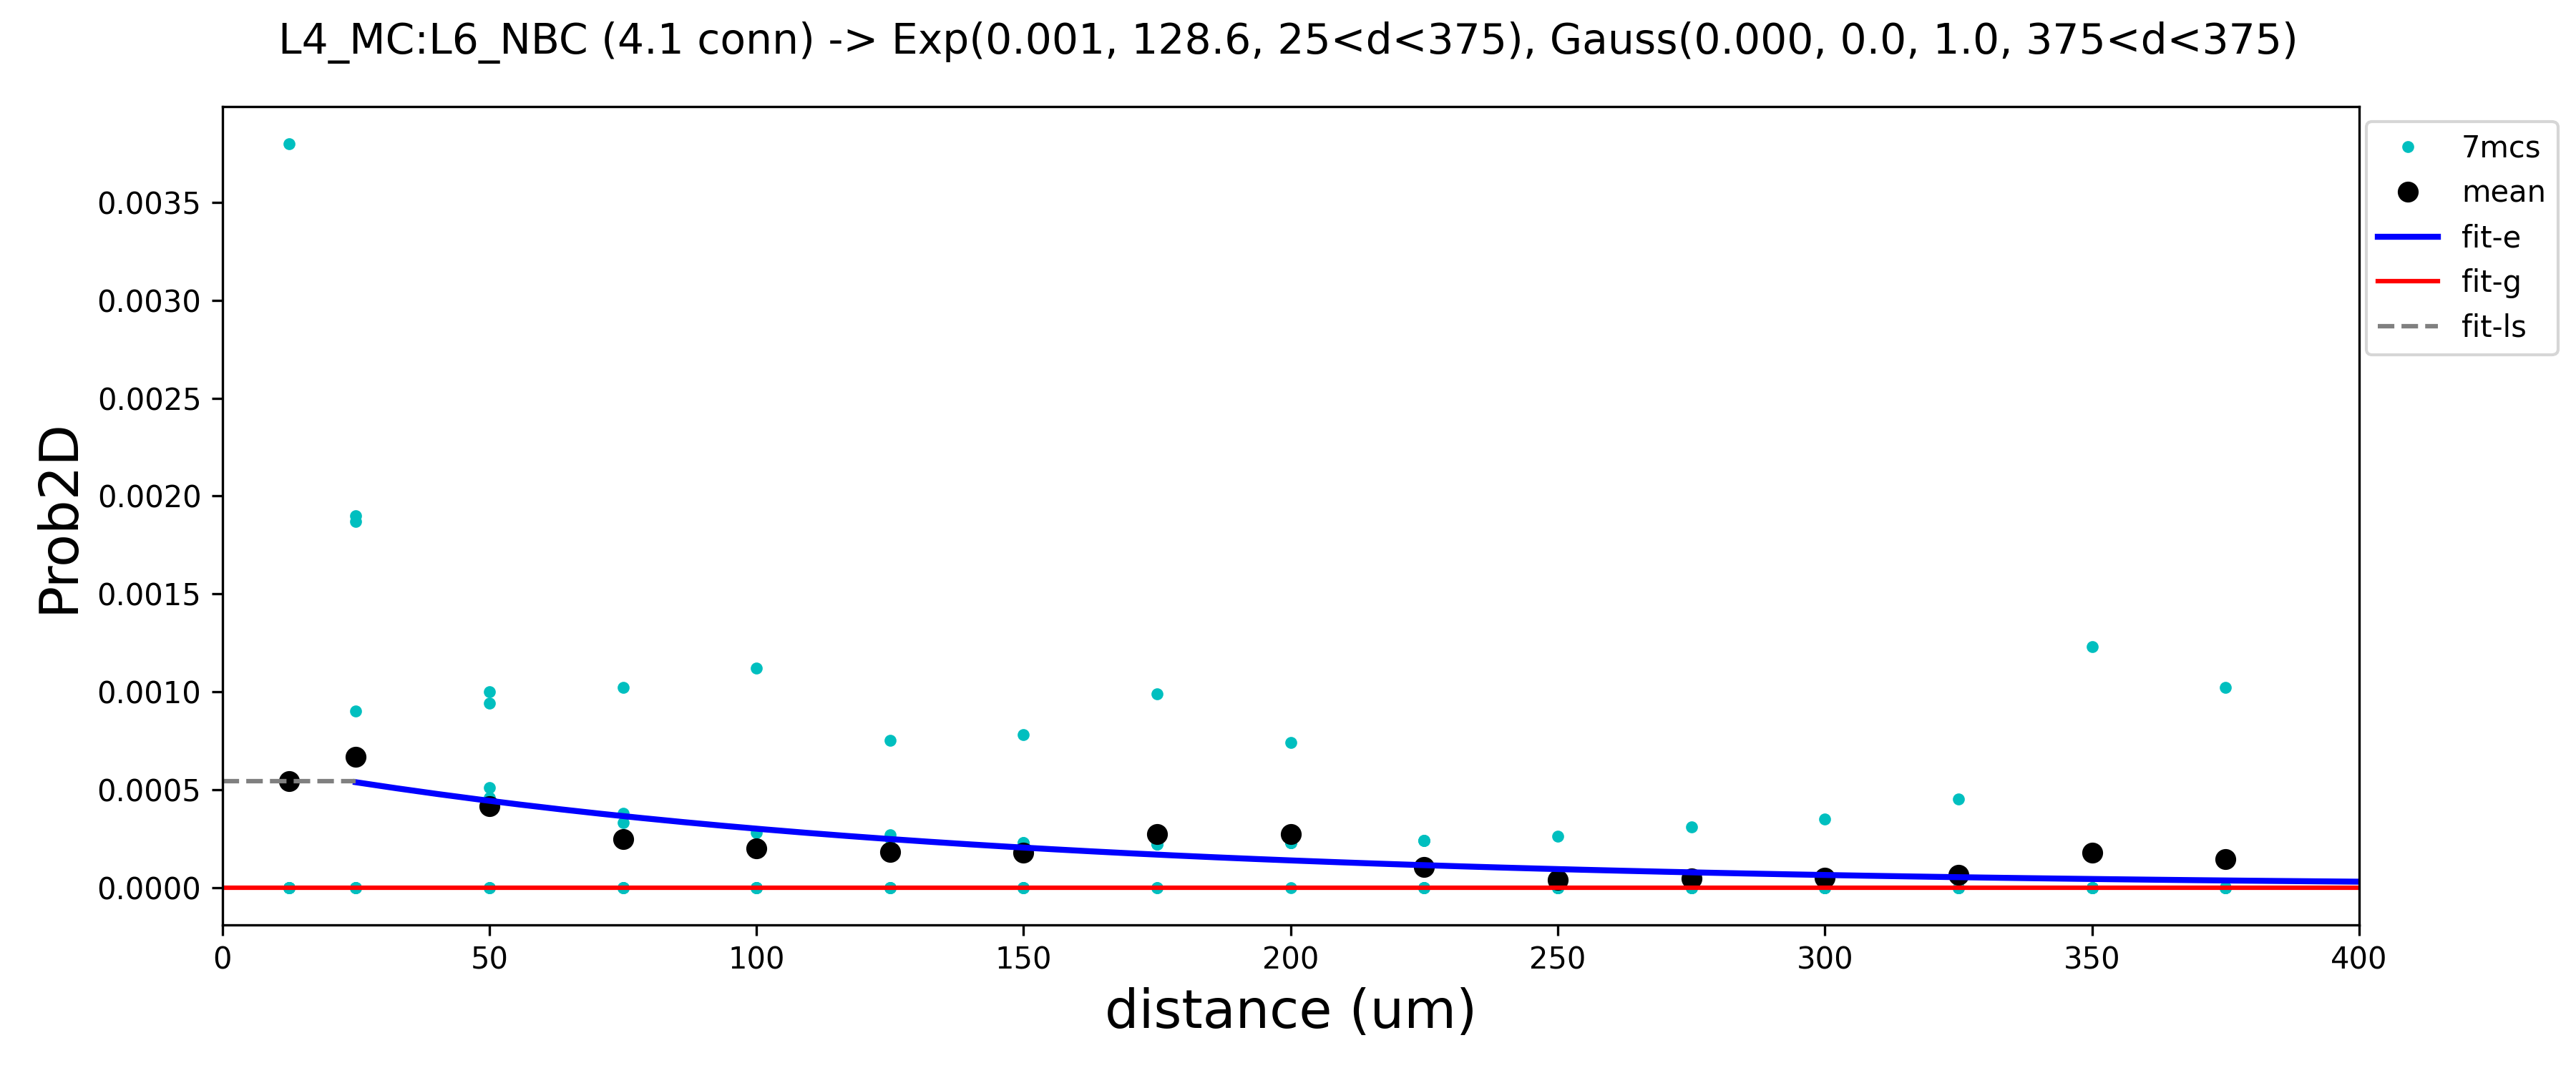 L4_MC:L6_NBC (4.1 conn) -> Exp(0.001, 128.6, 25<d<375), Gauss(0.000, 0.0, 1.0, 375<d<375)
7mcs
mean
fit-e
fit-g
fit-ls
Prob2D
0.0035
0.0030
0.0025
0.0020
0.0015
0.0010
0.0005
0.0000
0 50 100 150 200 250 300 350 400
distance (um)